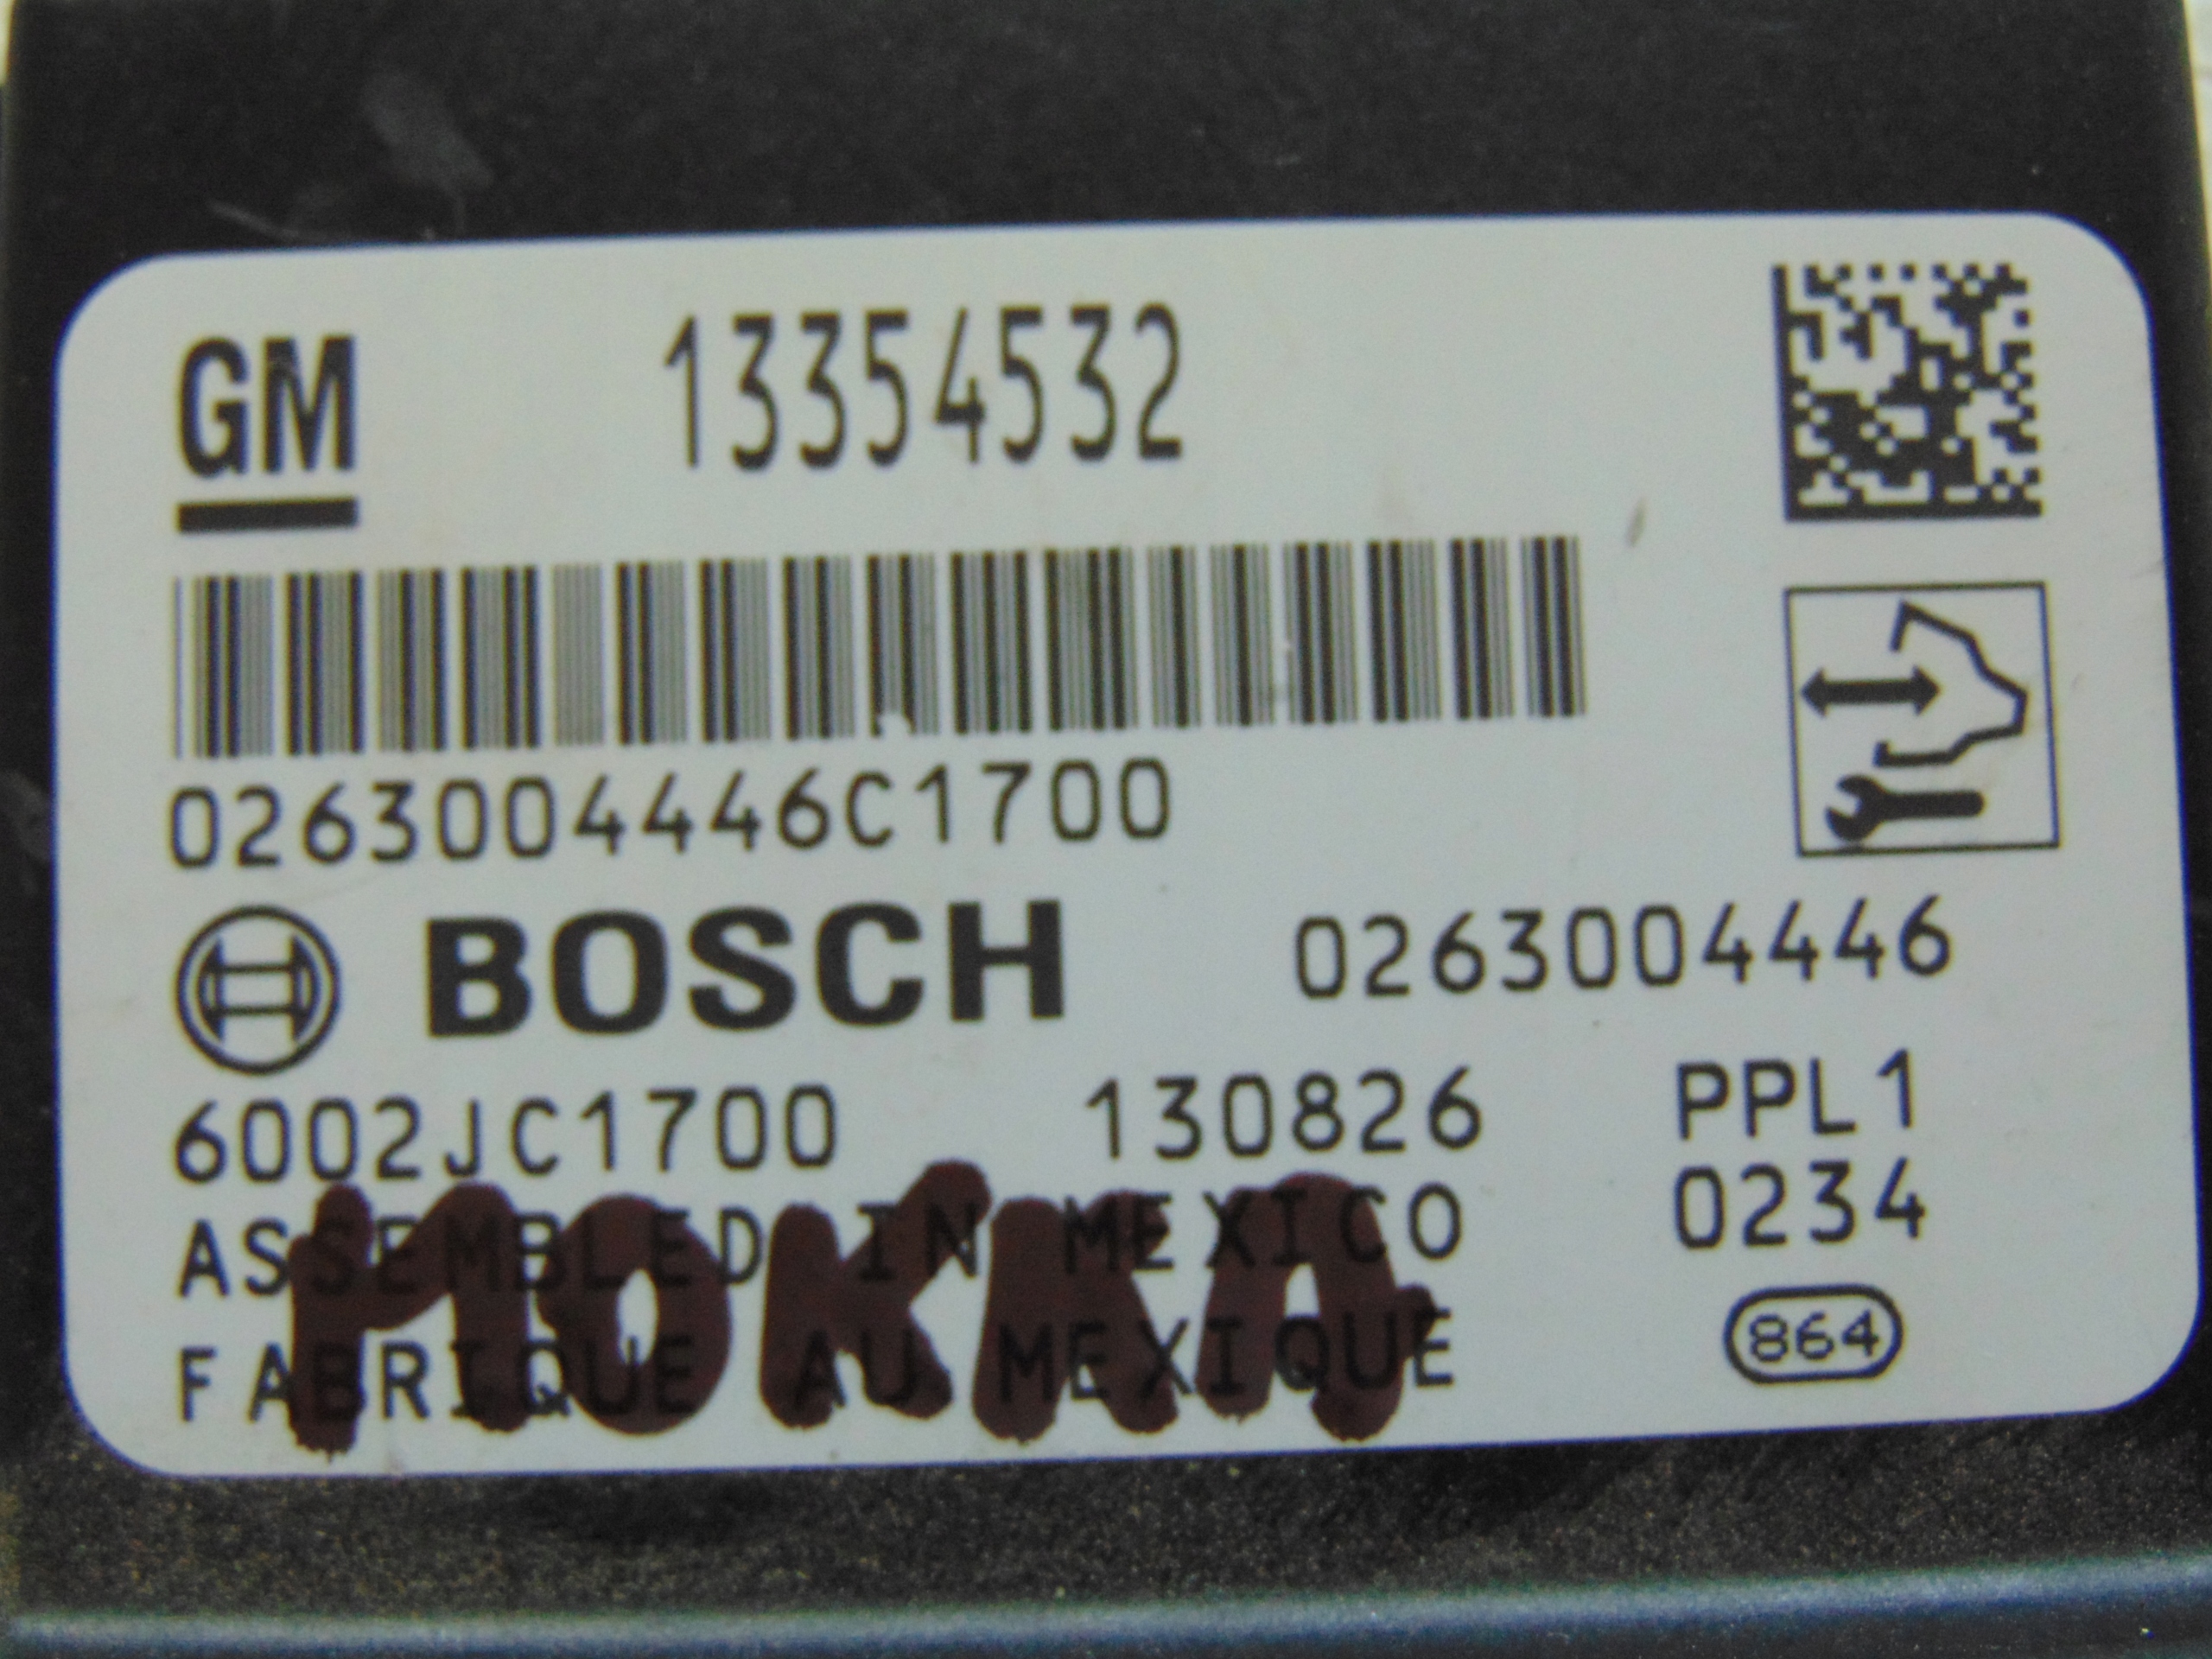 GM 13354532
0263004446C1700
BOSCH 0263004446
6002JC1700 130826 PPL1
ASSEMBLED IN MEXICO 0234
FABRIQUE AU MEXIQUE 864
MOKKA